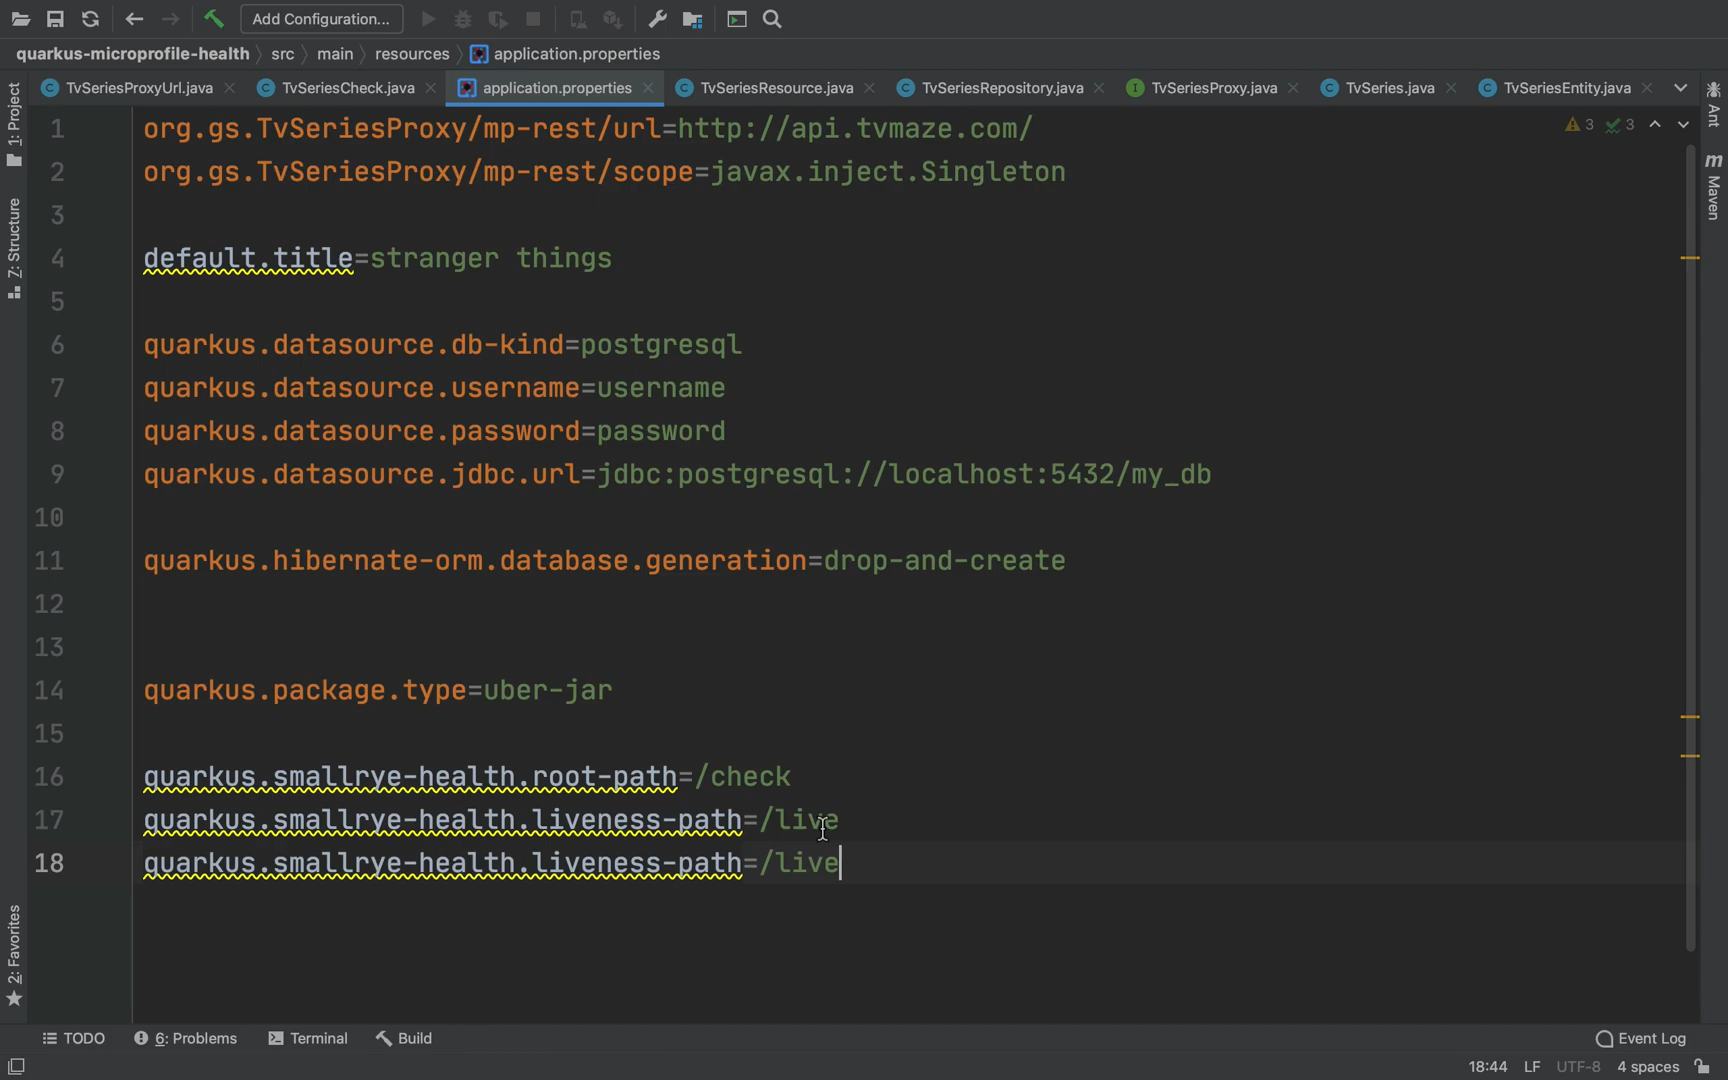 Add Configuration...
quarkus-microprofile-health src main resources application.properties
TvSeriesProxyUrl.java TvSeriesCheck.java application.properties TvSeriesResource.java TvSeriesRepository.java TvSeriesProxy.java TvSeries.java TvSeriesEntity.java
1: Project
7: Structure
2: Favorites
1 org.gs.TvSeriesProxy/mp-rest/url=http://api.tvmaze.com/
2 org.gs.TvSeriesProxy/mp-rest/scope=javax.inject.Singleton
3
4 default.title=stranger things
5
6 quarkus.datasource.db-kind=postgresql
7 quarkus.datasource.username=username
8 quarkus.datasource.password=password
9 quarkus.datasource.jdbc.url=jdbc:postgresql://localhost:5432/my_db
10
11 quarkus.hibernate-orm.database.generation=drop-and-create
12
13
14 quarkus.package.type=uber-jar
15
16 quarkus.smallrye-health.root-path=/check
17 quarkus.smallrye-health.liveness-path=/live
18 quarkus.smallrye-health.liveness-path=/live
3 3
Ant
m Maven
TODO 6: Problems Terminal Build Event Log
18:44 LF UTF-8 4 spaces